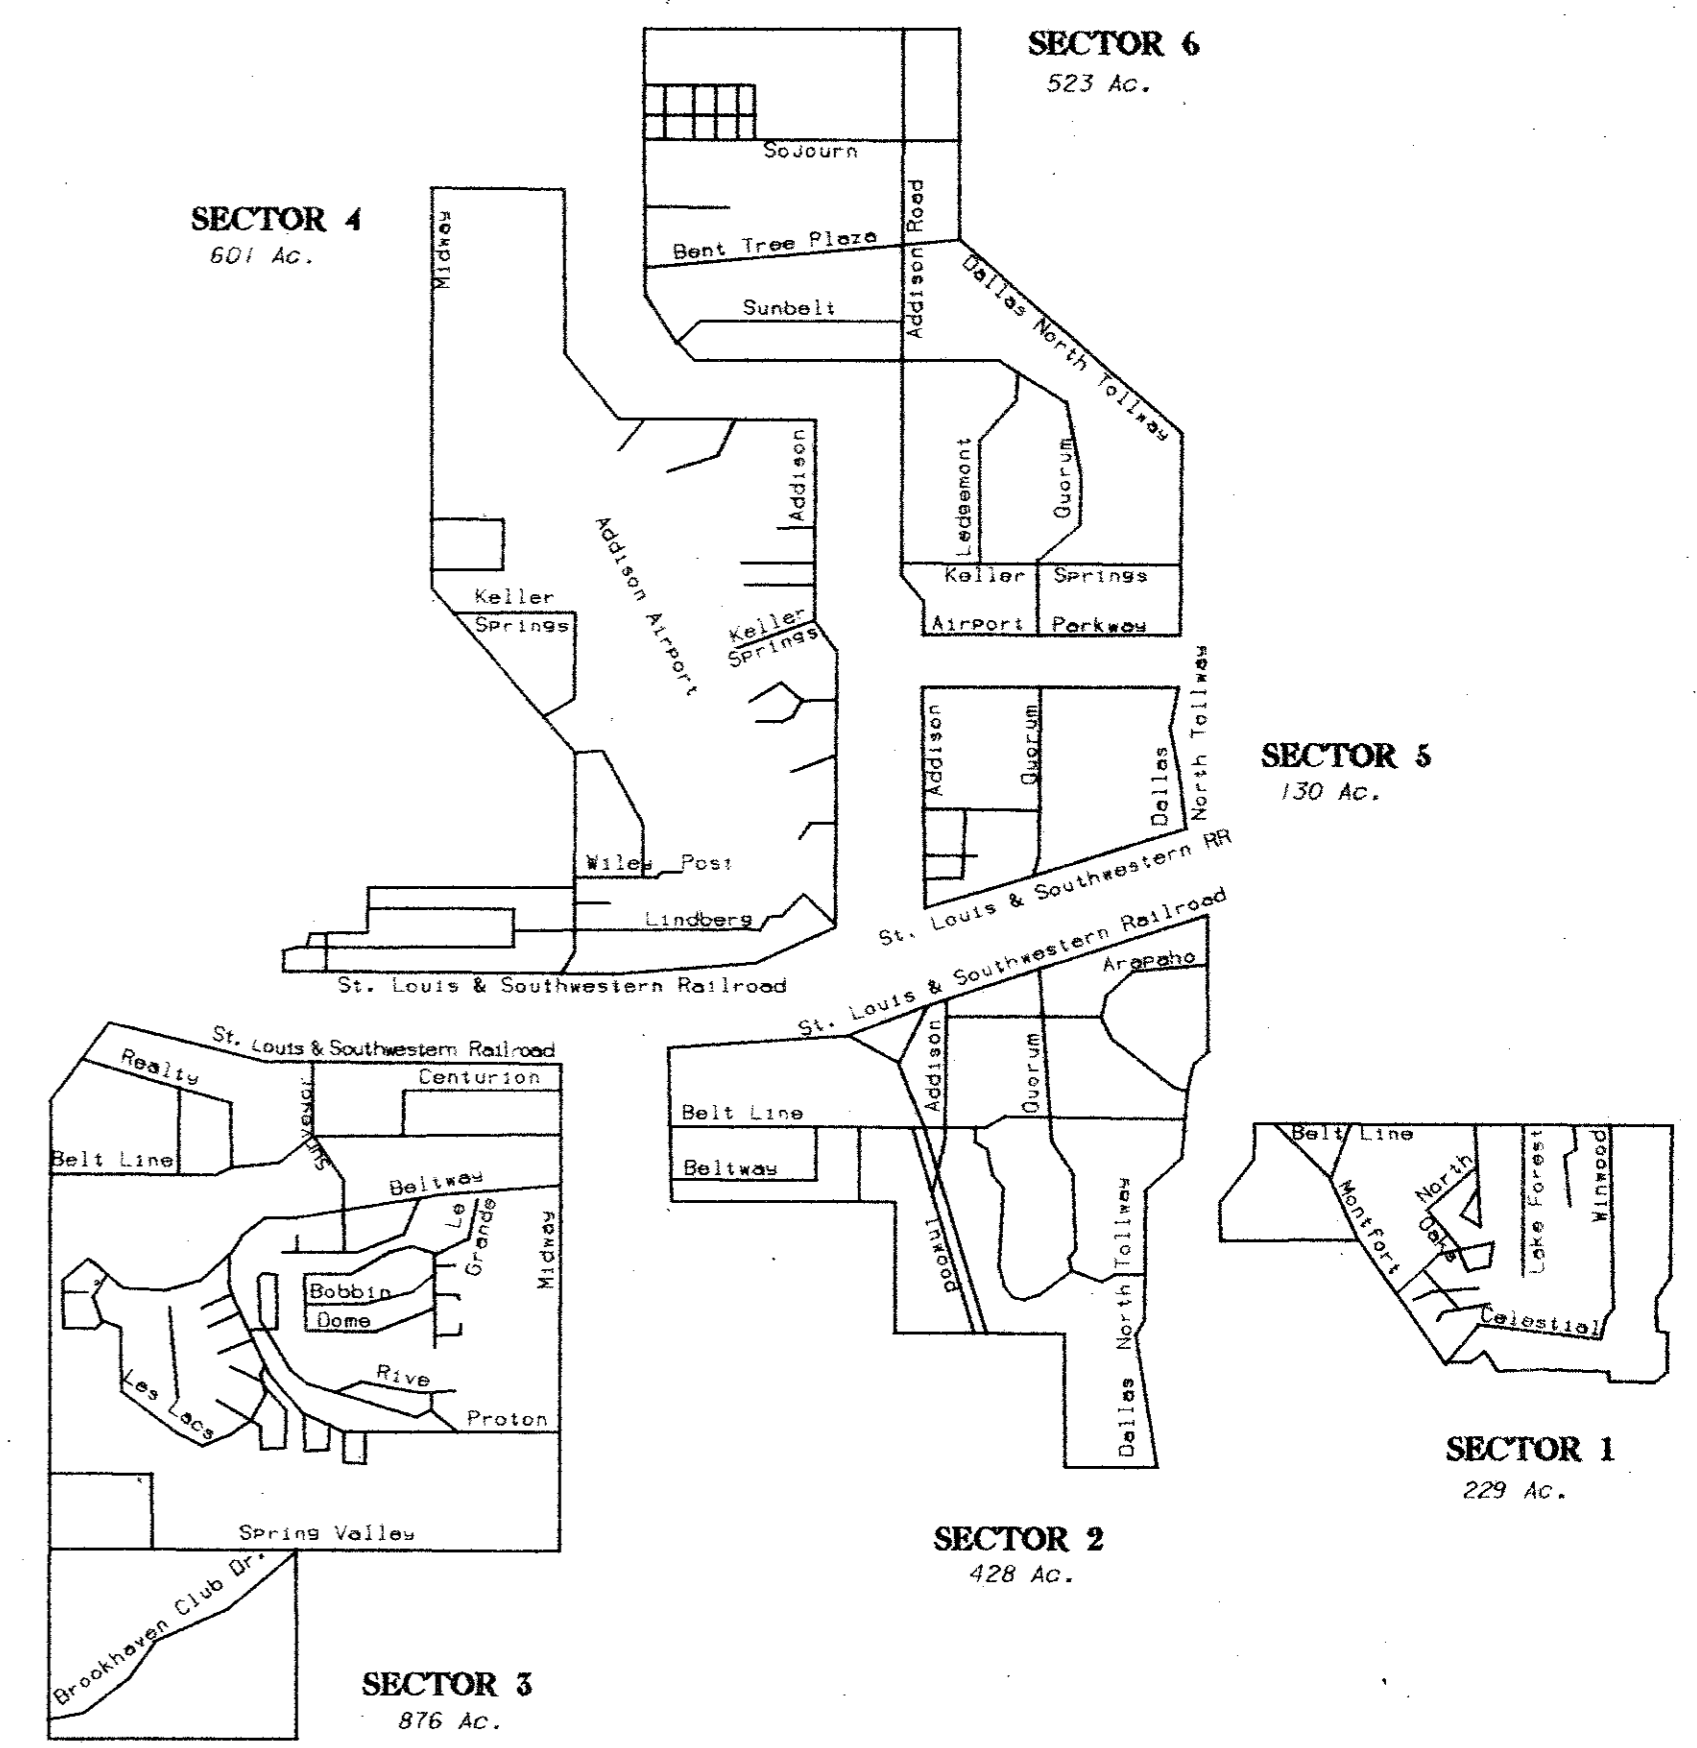 SECTOR 6
523 Ac.
Sojourn
Addison Road
Bent Tree Plaza
Dallas North Tollway
Sunbelt
Ledgemont
Quorum
Keller Springs
Airport Parkway
SECTOR 4
601 Ac.
Midway
Addison
Addison Airport
Keller
Springs
Keller
Springs
Wiley Post
Lindberg
St. Louis & Southwestern Railroad
SECTOR 5
130 Ac.
Addison
Quorum
Dallas
North Tollway
St. Louis & Southwestern RR
St. Louis & Southwestern Railroad
Arapaho
Addison
Quorum
Belt Line
Beltway
Inwood
Dallas North Tollway
SECTOR 2
428 Ac.
Belt Line
North
Oaks
Lake Forest
Winwood
Montfort
Celestial
SECTOR 1
229 Ac.
St. Louis & Southwestern Railroad
Realty
Centurion
Surveyor
Belt Line
Beltway
Le
Grande
Midway
Bobbin
Dome
Les Lacs
Rive
Proton
Spring Valley
Brookhaven Club Dr.
SECTOR 3
876 Ac.